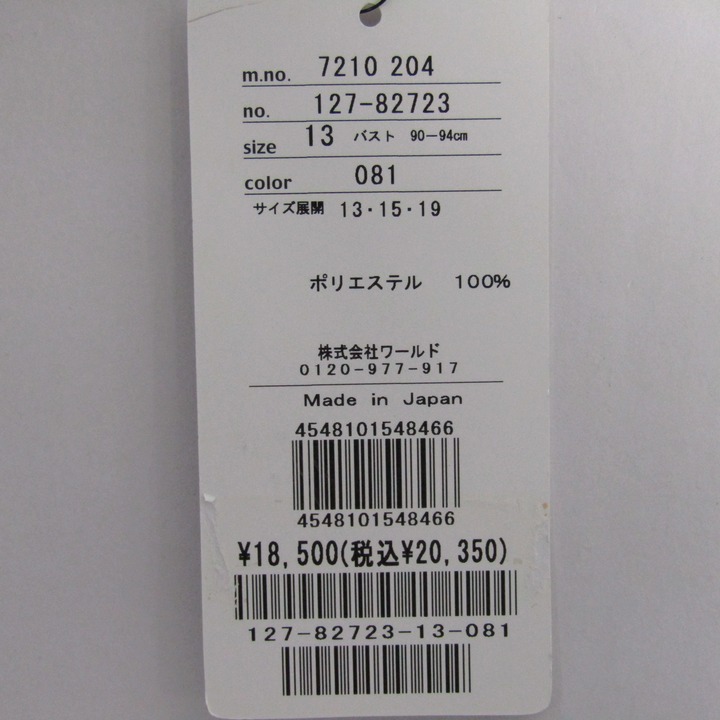 m.no. 7210 204
no. 127-82723
size 13 バスト 90-94㎝
color 081
サイズ展開 13・15・19
ポリエステル 100%
株式会社ワールド
0120-977-917
Made in Japan
4548101548466
4548101548466
¥18,500(税込¥20,350)
127-82723-13-081